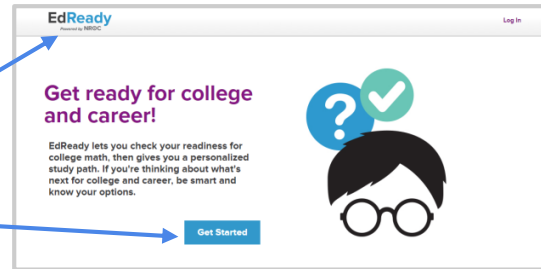 EdReady
Powered by NROC
Log In
Get ready for college
and career!
EdReady lets you check your readiness for
college math, then gives you a personalized
study path. If you're thinking about what's
next for college and career, be smart and
know your options.
Get Started
?